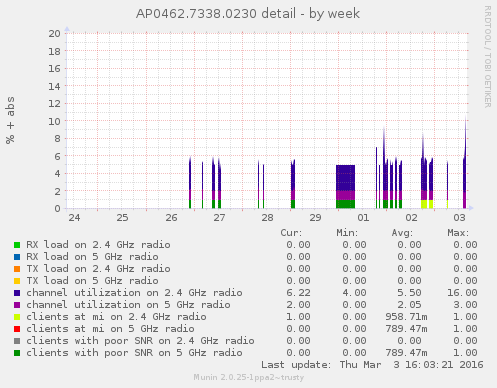 AP0462.7338.0230 detail - by week
RRDTOOL / TOBI OETIKER
% + abs
20
18
16
14
12
10
8
6
4
2
0
24 25 26 27 28 29 01 02 03
Cur: Min: Avg: Max:
RX load on 2.4 GHz radio 0.00 0.00 0.00 0.00
RX load on 5 GHz radio 0.00 0.00 0.00 0.00
TX load on 2.4 GHz radio 0.00 0.00 0.00 0.00
TX load on 5 GHz radio 0.00 0.00 0.00 0.00
channel utilization on 2.4 GHz radio 6.22 4.00 5.50 16.00
channel utilization on 5 GHz radio 2.00 0.00 2.05 3.00
clients at mi on 2.4 GHz radio 1.00 0.00 958.71m 1.00
clients at mi on 5 GHz radio 0.00 0.00 789.47m 1.00
clients with poor SNR on 2.4 GHz radio 0.00 0.00 0.00 0.00
clients with poor SNR on 5 GHz radio 0.00 0.00 789.47m 1.00
Last update: Thu Mar 3 16:03:21 2016
Munin 2.0.25-1ppa2~trusty